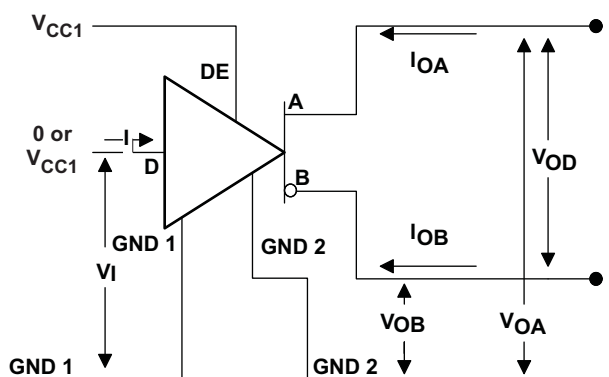 VCC1
DE
IOA
A
0 or
VCC1
I
D
VOD
B
GND 1
GND 2
IOB
VI
VOB
VOA
GND 1
GND 2